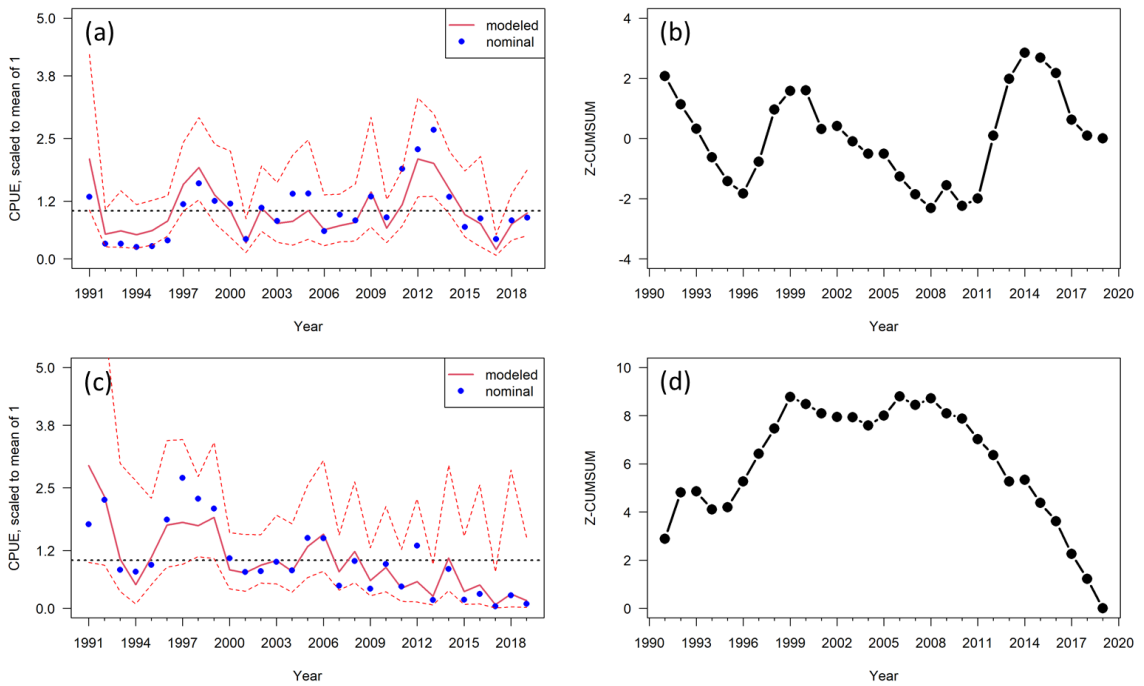 (a)
modeled
nominal
CPUE, scaled to mean of 1
5.0
3.8
2.5
1.2
0.0
1991 1994 1997 2000 2003 2006 2009 2012 2015 2018
Year
(b)
Z-CUMSUM
4
2
0
-2
-4
1990 1993 1996 1999 2002 2005 2008 2011 2014 2017 2020
Year
(c)
modeled
nominal
CPUE, scaled to mean of 1
5.0
3.8
2.5
1.2
0.0
1991 1994 1997 2000 2003 2006 2009 2012 2015 2018
Year
(d)
Z-CUMSUM
10
8
6
4
2
0
1990 1993 1996 1999 2002 2005 2008 2011 2014 2017 2020
Year